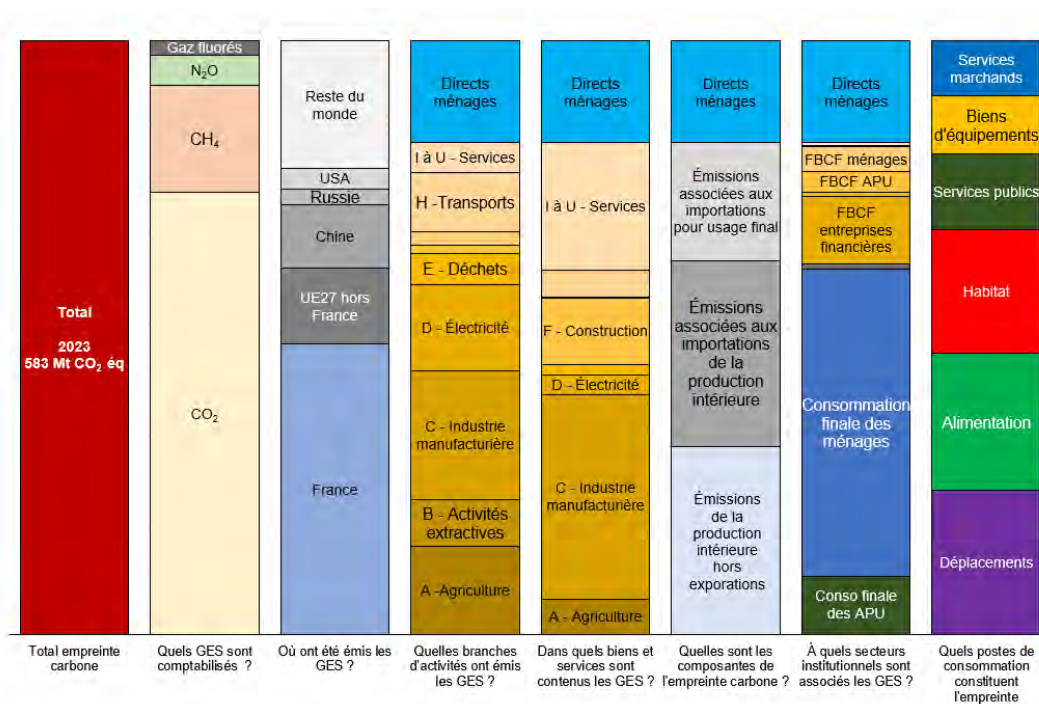 Total
2023
583 Mt CO₂ éq
Total empreinte
carbone
Gaz fluorés
N₂O
CH₄
CO₂
Quels GES sont
comptabilisés ?
Reste du
monde
USA
Russie
Chine
UE27 hors
France
France
Où ont été émis les
GES ?
Directs
ménages
I à U - Services
H -Transports
E - Déchets
D - Électricité
C - Industrie
manufacturière
B - Activités
extractives
A -Agriculture
Quelles branches
d'activités ont émis
les GES ?
Directs
ménages
I à U - Services
F - Construction
D - Électricité
C - Industrie
manufacturière
A - Agriculture
Dans quels biens et
services sont
contenus les GES ?
Directs
ménages
Émissions
associées aux
importations
pour usage final
Émissions
associées aux
importations
de la
production
intérieure
Émissions
de la
production
intérieure
hors
exporations
Quelles sont les
composantes de
l'empreinte carbone ?
Directs
ménages
FBCF ménages
FBCF APU
FBCF
entreprises
financières
Consommation
finale des
ménages
Conso finale
des APU
À quels secteurs
institutionnels sont
associés les GES ?
Services
marchands
Biens
d'équipements
Services publics
Habitat
Alimentation
Déplacements
Quels postes de
consommation
constituent
l'empreinte